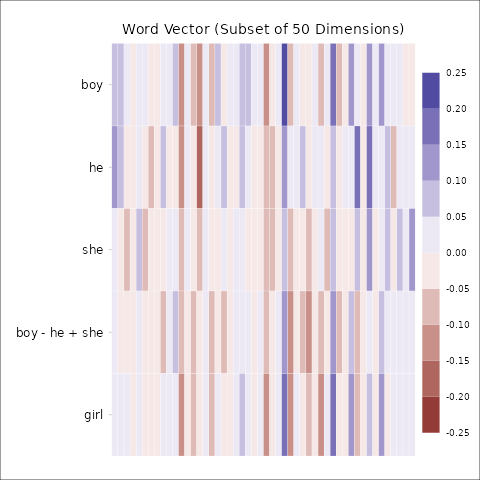 Word Vector (Subset of 50 Dimensions)
boy
he
she
boy - he + she
girl
0.25
0.20
0.15
0.10
0.05
0.00
-0.05
-0.10
-0.15
-0.20
-0.25